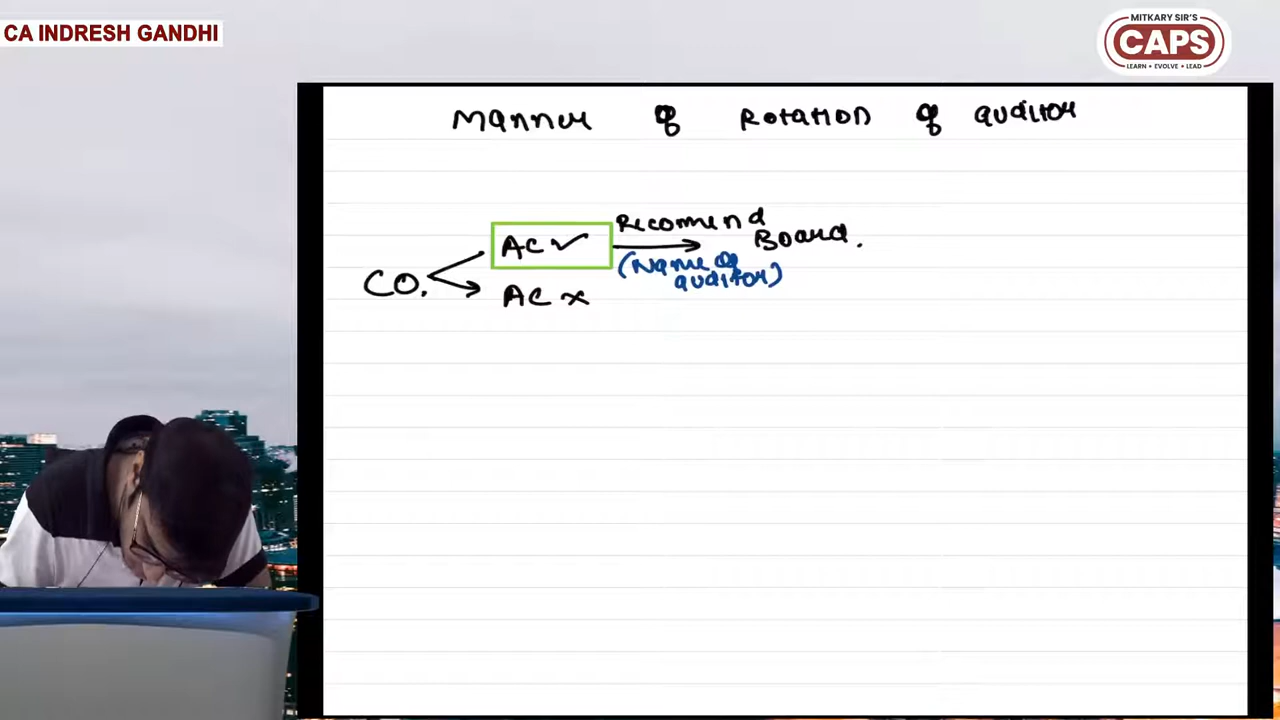 CA INDRESH GANDHI
MITKARY SIR'S
CAPS
LEARN • EVOLVE • LEAD
Manner of Rotation of auditor
CO.
AC ✓
Recomend
Board.
(Name of
auditor)
AC ×